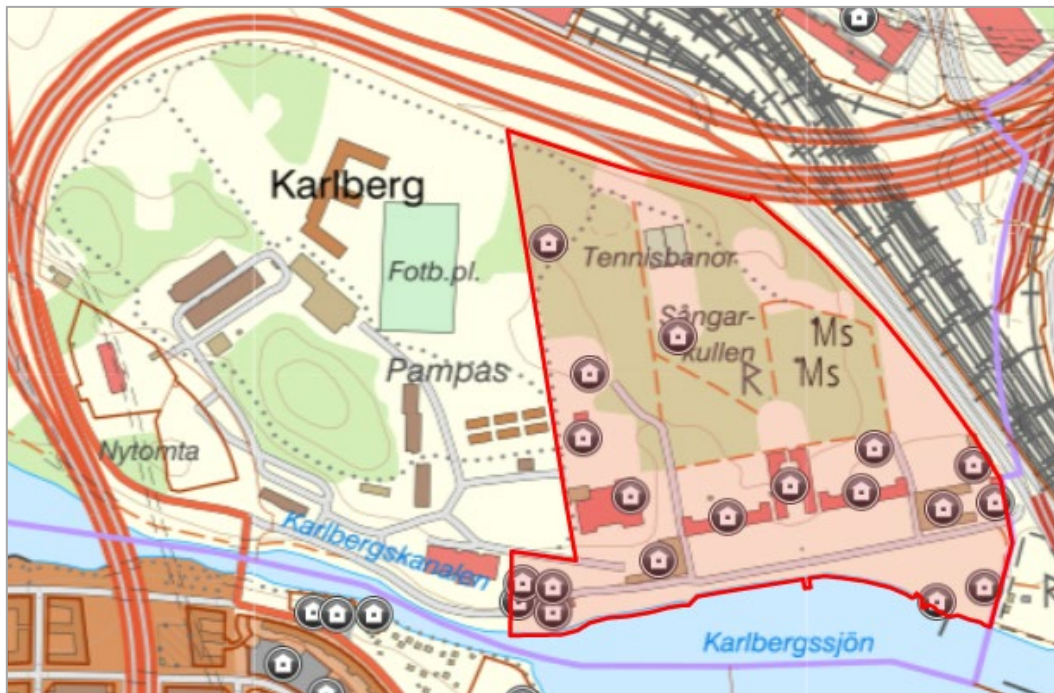 Karlberg
Fotb.pl.
Tennisbanor
Sångar-
kullen
Ms
Ms
R
Pampas
Nytomta
Karlbergskanalen
Karlbergssjön
R